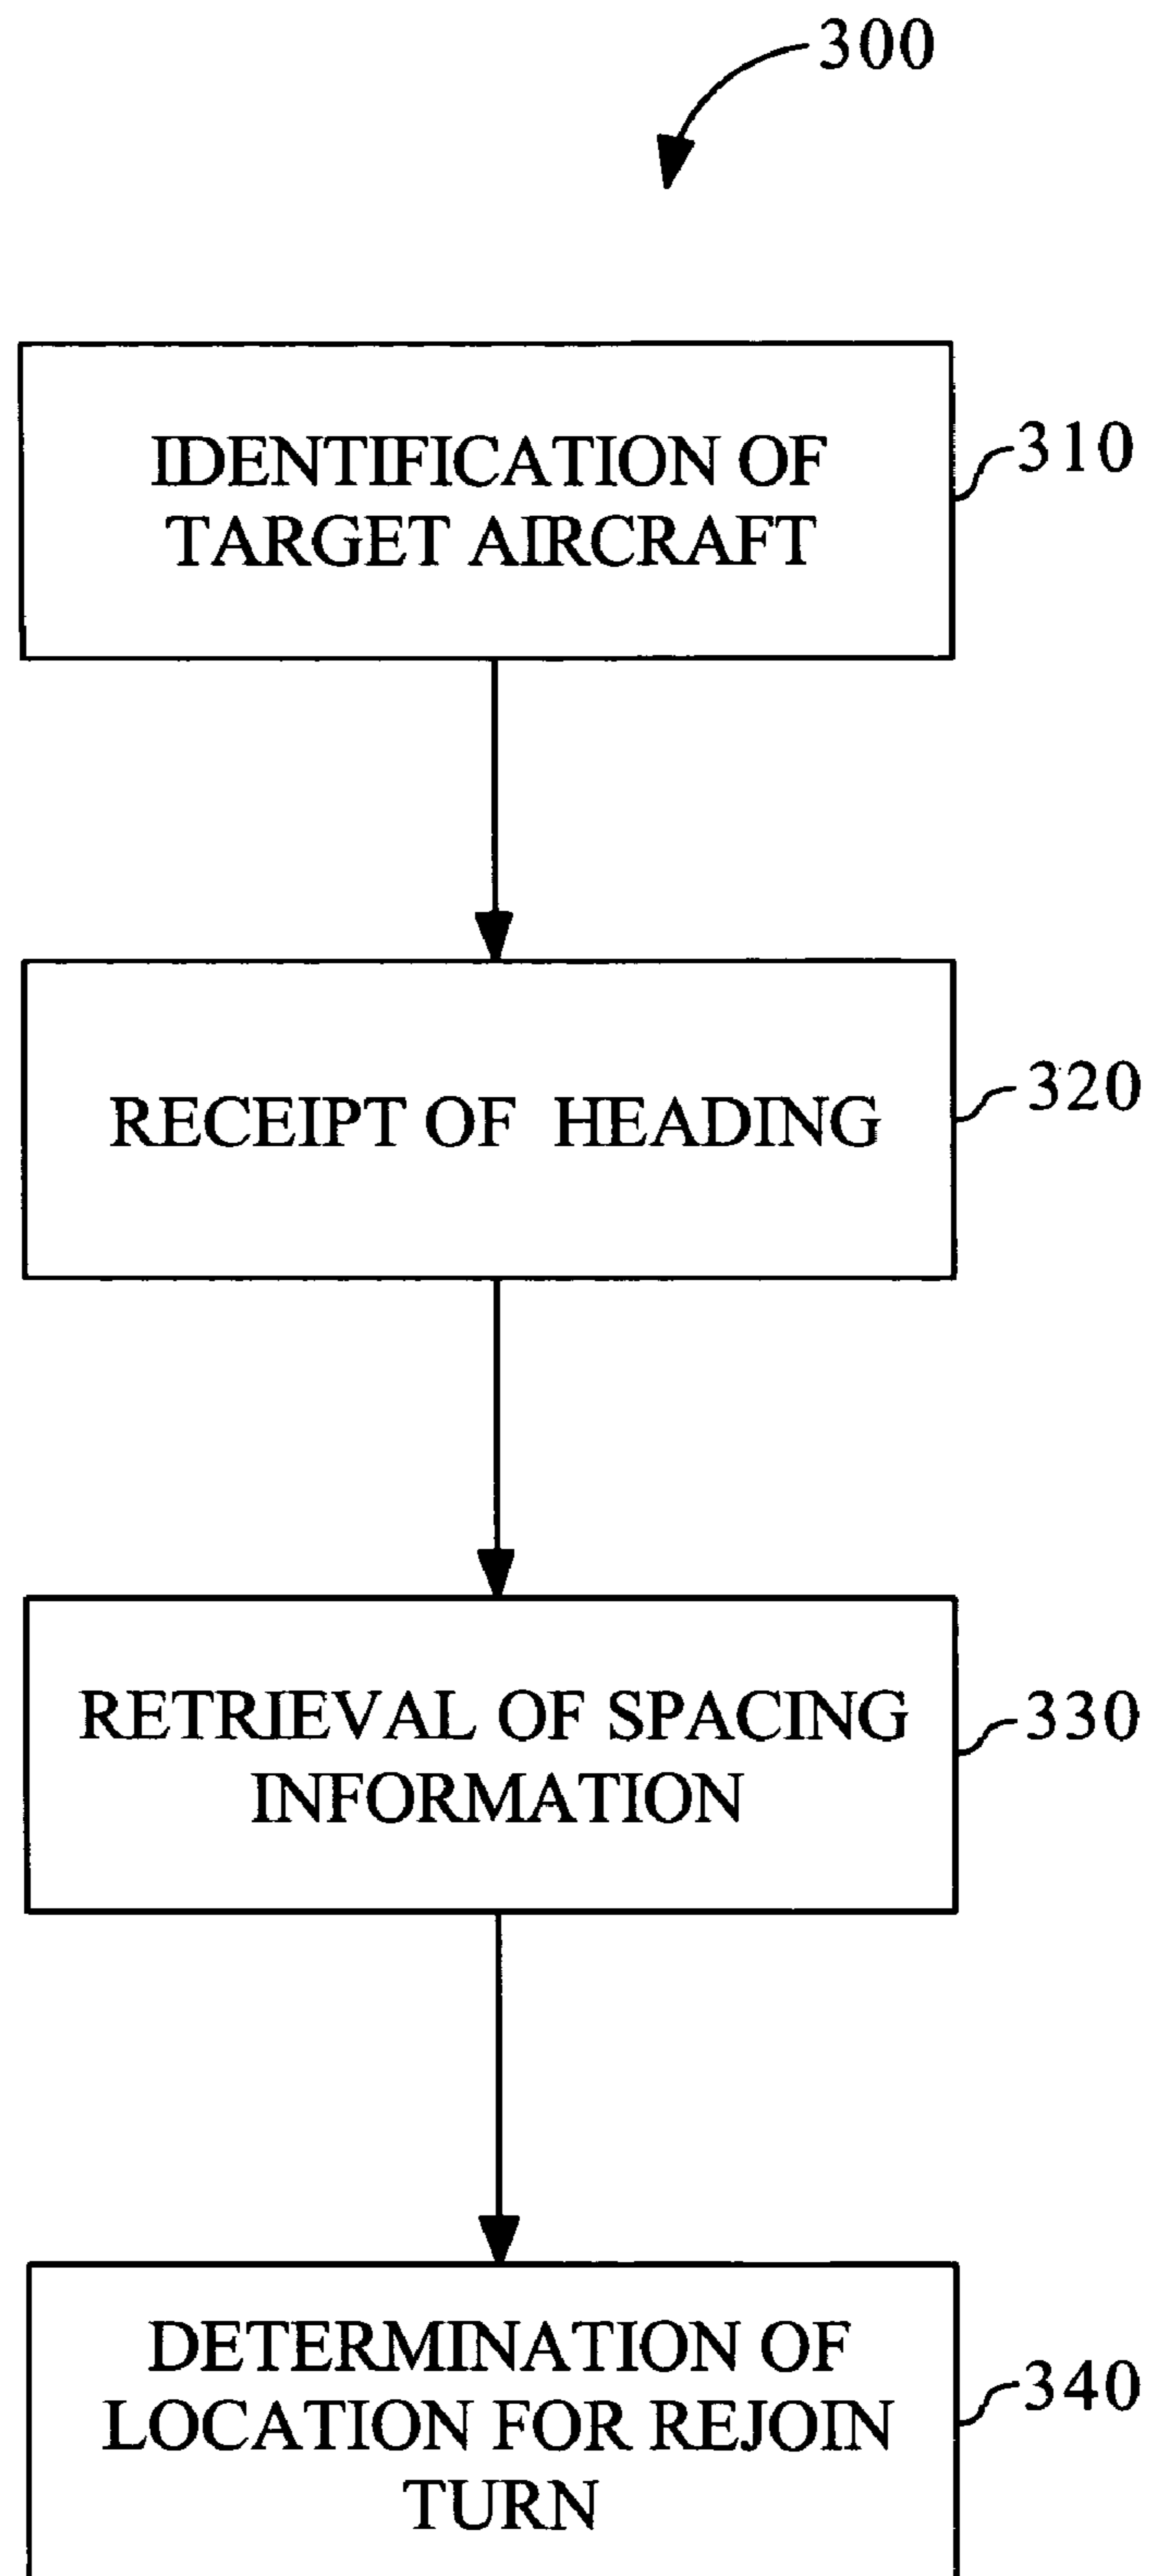 300
IDENTIFICATION OF
TARGET AIRCRAFT
310
RECEIPT OF HEADING
320
RETRIEVAL OF SPACING
INFORMATION
330
DETERMINATION OF
LOCATION FOR REJOIN
TURN
340